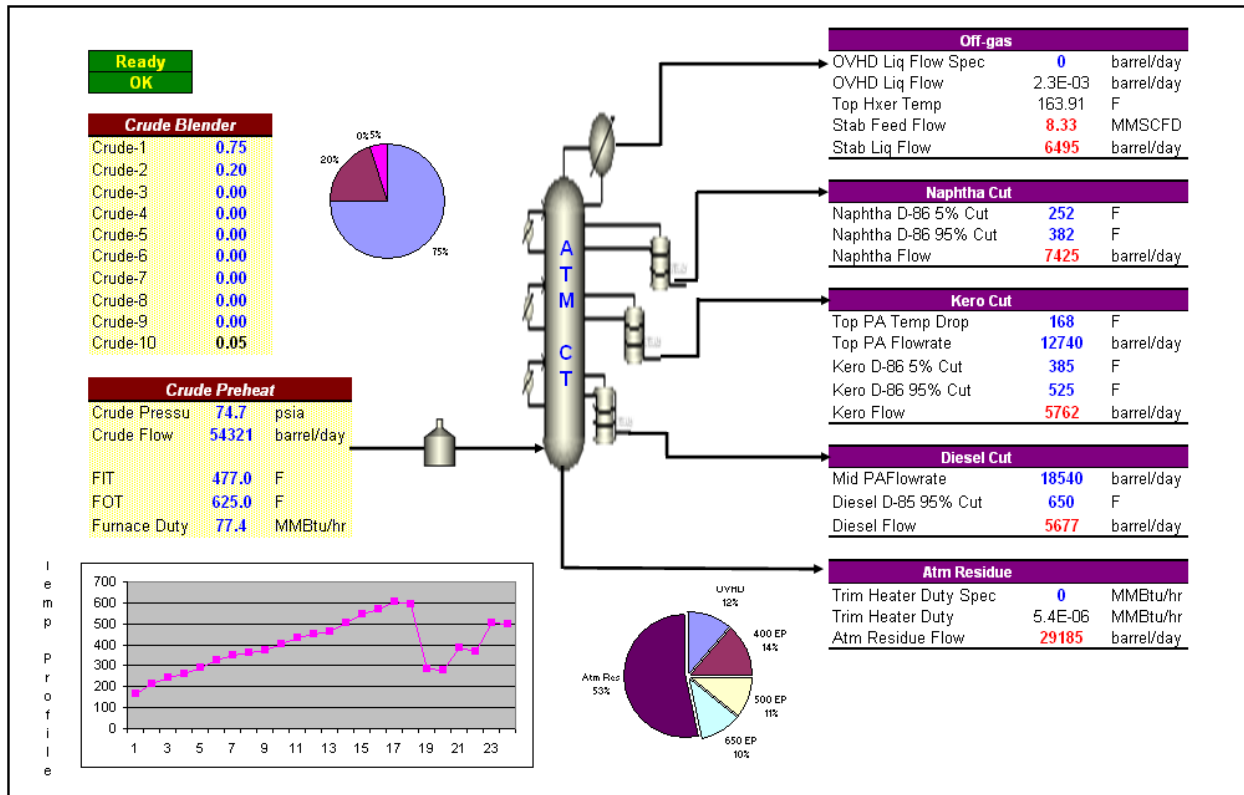 Ready
OK
Crude Blender
Crude-1 0.75
Crude-2 0.20
Crude-3 0.00
Crude-4 0.00
Crude-5 0.00
Crude-6 0.00
Crude-7 0.00
Crude-8 0.00
Crude-9 0.00
Crude-10 0.05
0% 5%
20%
75%
Crude Preheat
Crude Pressu 74.7 psia
Crude Flow 54321 barrel/day
FIT 477.0 F
FOT 625.0 F
Furnace Duty 77.4 MMBtu/hr
ATM CT
Off-gas
OVHD Liq Flow Spec 0 barrel/day
OVHD Liq Flow 2.3E-03 barrel/day
Top Hxer Temp 163.91 F
Stab Feed Flow 8.33 MMSCFD
Stab Liq Flow 6495 barrel/day
Naphtha Cut
Naphtha D-86 5% Cut 252 F
Naphtha D-86 95% Cut 382 F
Naphtha Flow 7425 barrel/day
Kero Cut
Top PA Temp Drop 168 F
Top PA Flowrate 12740 barrel/day
Kero D-86 5% Cut 385 F
Kero D-86 95% Cut 525 F
Kero Flow 5762 barrel/day
Diesel Cut
Mid PAFlowrate 18540 barrel/day
Diesel D-85 95% Cut 650 F
Diesel Flow 5677 barrel/day
Atm Residue
Trim Heater Duty Spec 0 MMBtu/hr
Trim Heater Duty 5.4E-06 MMBtu/hr
Atm Residue Flow 29185 barrel/day
Temp Profile
700
600
500
400
300
200
100
0
1 3 5 7 9 11 13 15 17 19 21 23
OVHD
12%
400 EP
14%
500 EP
11%
650 EP
10%
Atm Res
53%